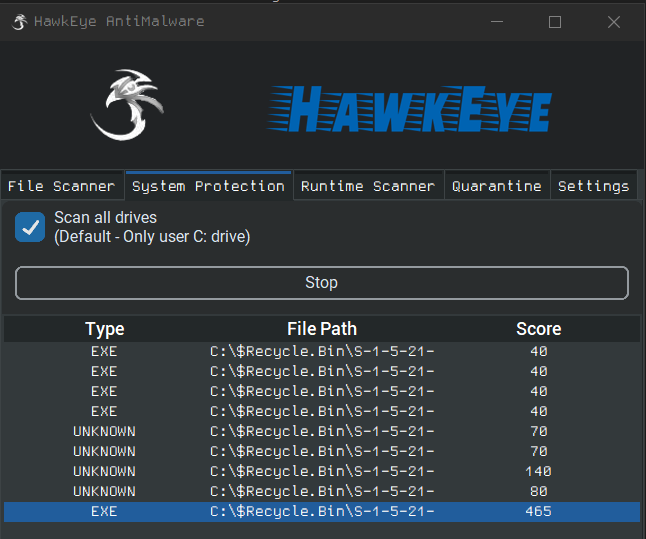 HawkEye AntiMalware
HawkEye
File Scanner System Protection Runtime Scanner Quarantine Settings
Scan all drives
(Default - Only user C: drive)
Stop
Type File Path Score
EXE C:\$Recycle.Bin\S-1-5-21- 40
EXE C:\$Recycle.Bin\S-1-5-21- 40
EXE C:\$Recycle.Bin\S-1-5-21- 40
EXE C:\$Recycle.Bin\S-1-5-21- 40
UNKNOWN C:\$Recycle.Bin\S-1-5-21- 70
UNKNOWN C:\$Recycle.Bin\S-1-5-21- 70
UNKNOWN C:\$Recycle.Bin\S-1-5-21- 140
UNKNOWN C:\$Recycle.Bin\S-1-5-21- 80
EXE C:\$Recycle.Bin\S-1-5-21- 465